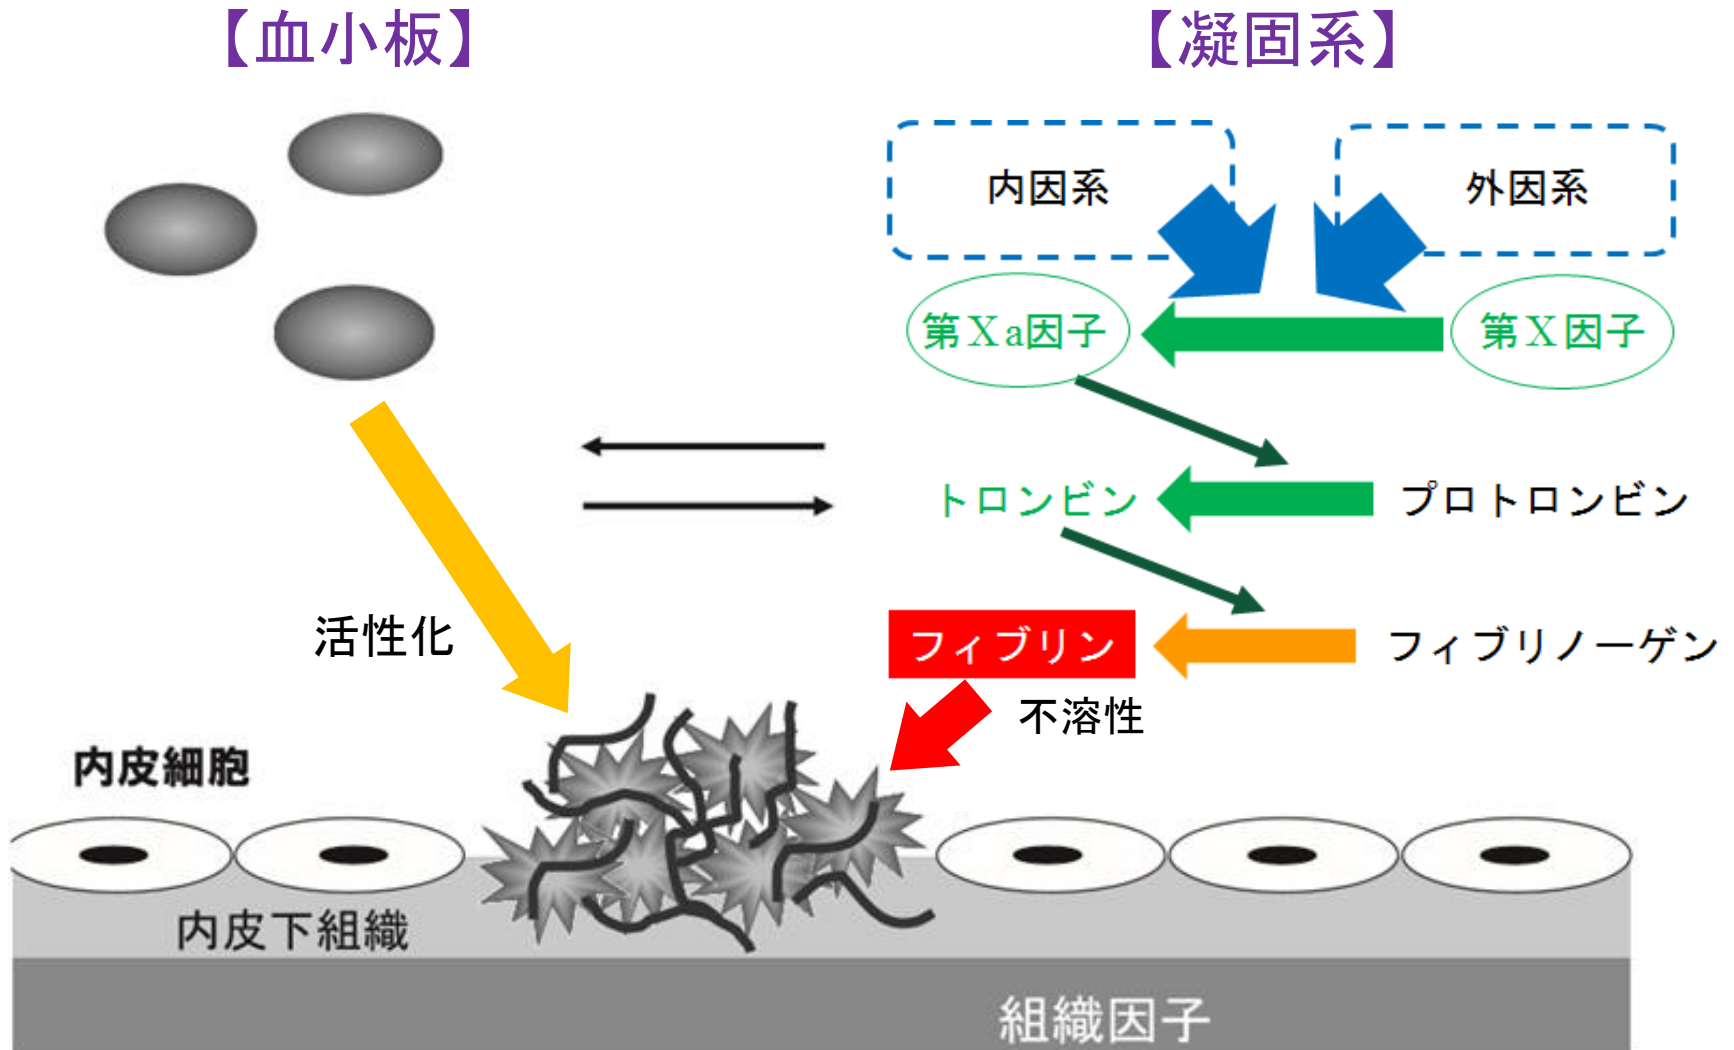 【血小板】
【凝固系】
内因系
外因系
第Ⅹa因子
第Ⅹ因子
トロンビン
プロトロンビン
活性化
フィブリン
フィブリノーゲン
不溶性
内皮細胞
内皮下組織
組織因子